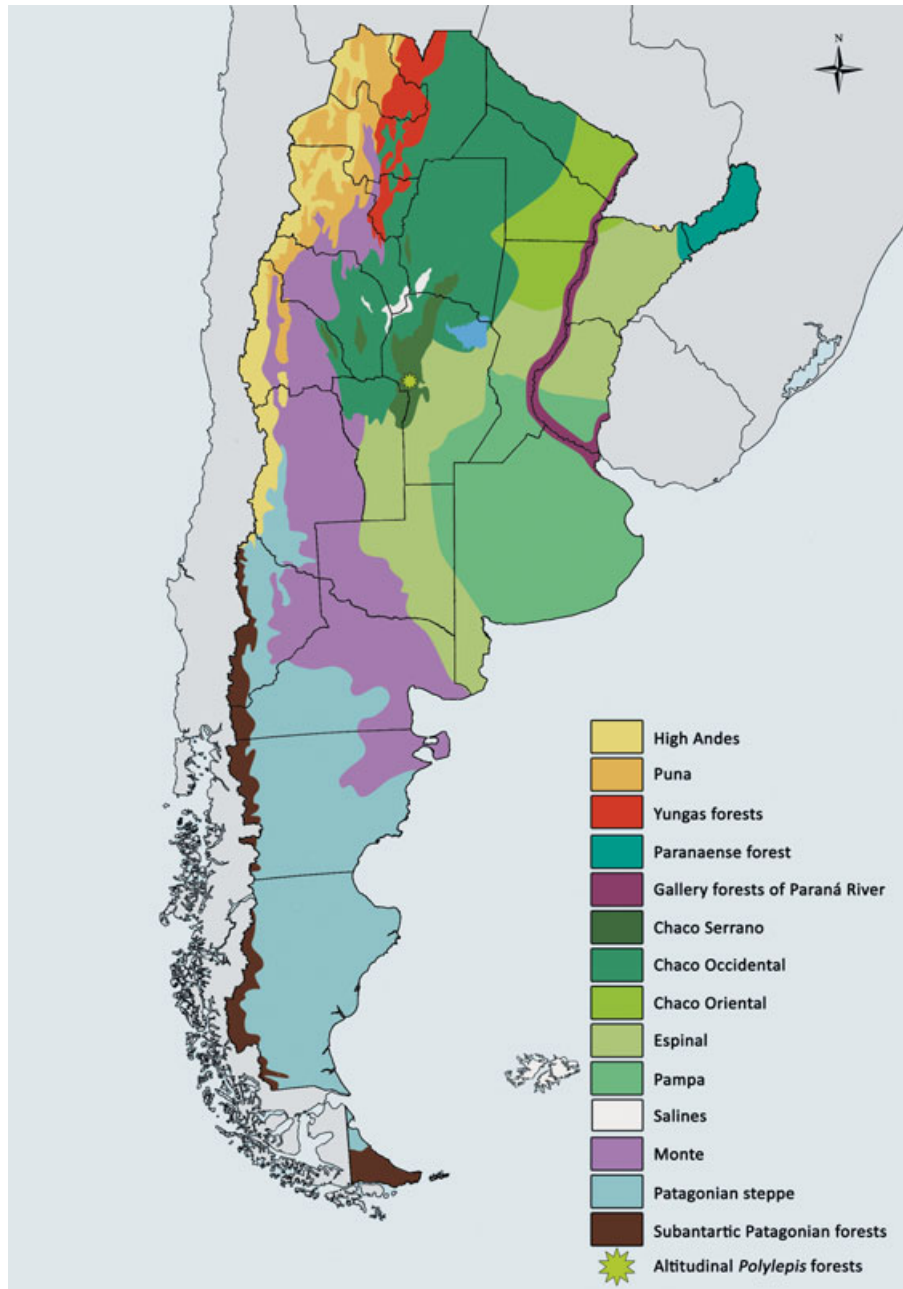 N
High Andes
Puna
Yungas forests
Paranaense forest
Gallery forests of Paraná River
Chaco Serrano
Chaco Occidental
Chaco Oriental
Espinal
Pampa
Salines
Monte
Patagonian steppe
Subantartic Patagonian forests
Altitudinal Polylepis forests